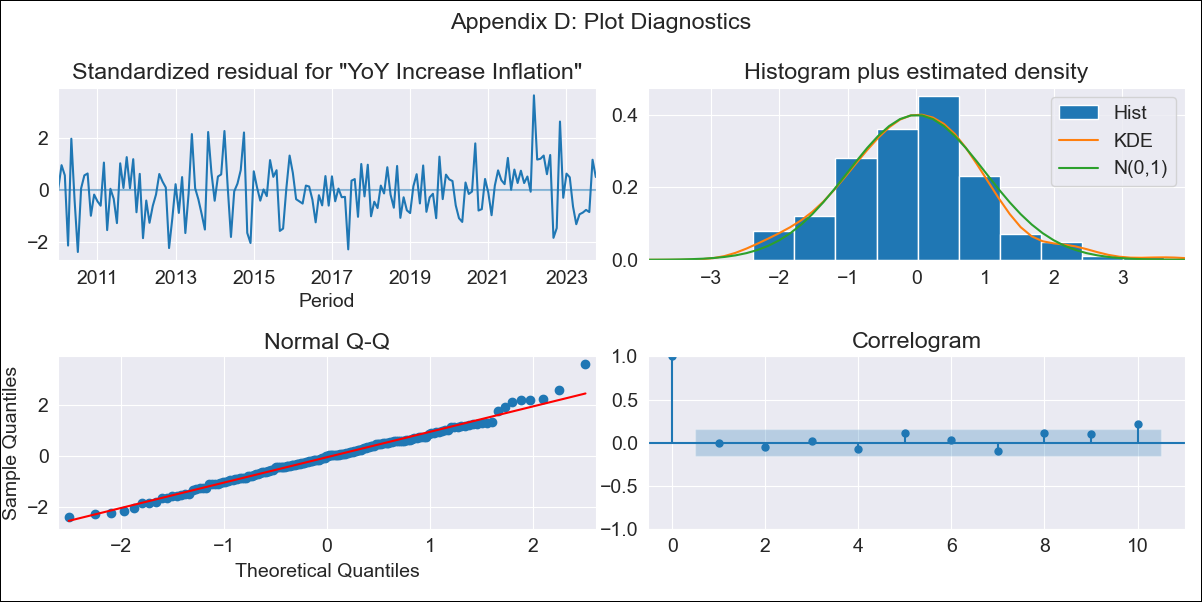 Appendix D: Plot Diagnostics
Standardized residual for "YoY Increase Inflation"
2
0
−2
2011 2013 2015 2017 2019 2021 2023
Period
Histogram plus estimated density
0.4
0.2
0.0
−3 −2 −1 0 1 2 3
Hist
KDE
N(0,1)
Normal Q-Q
Sample Quantiles
2
0
−2
−2 −1 0 1 2
Theoretical Quantiles
Correlogram
1.0
0.5
0.0
−0.5
−1.0
0 2 4 6 8 10